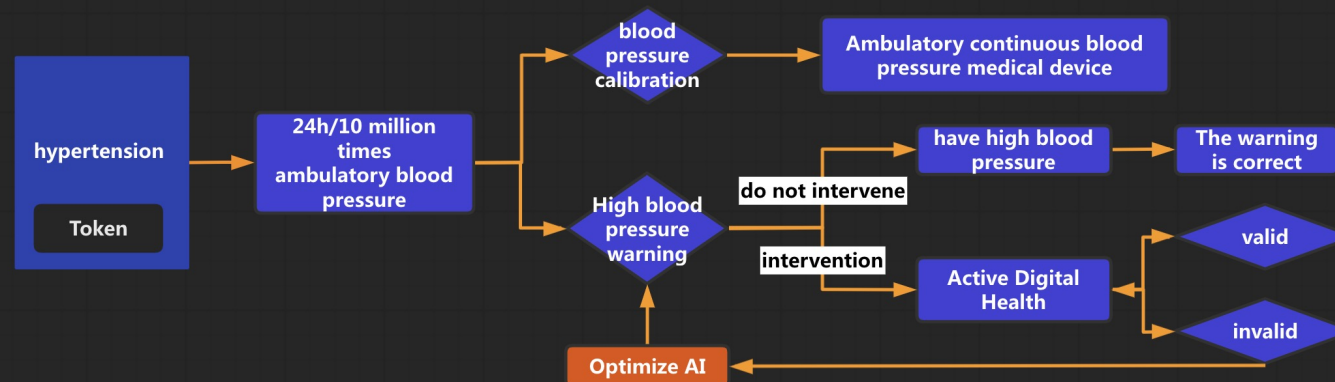 hypertension
Token
24h/10 million
times
ambulatory blood
pressure
blood
pressure
calibration
Ambulatory continuous blood
pressure medical device
High blood
pressure
warning
do not intervene
intervention
have high blood
pressure
The warning
is correct
Active Digital
Health
valid
invalid
Optimize AI